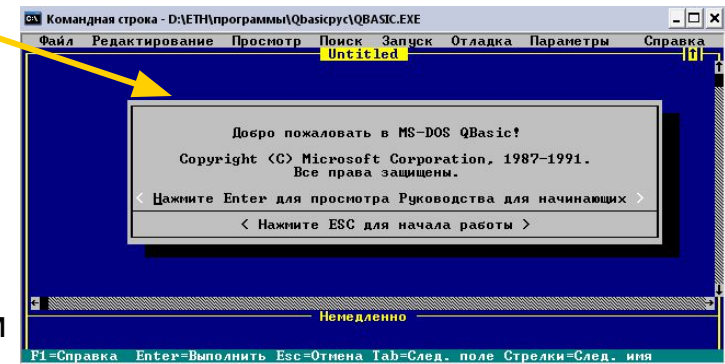 Командная строка - D:\ETH\программы\Qbasicрус\QBASIC.EXE
Файл Редактирование Просмотр Поиск Запуск Отладка Параметры Справка
Untitled
Добро пожаловать в MS-DOS QBasic!
Copyright (C) Microsoft Corporation, 1987-1991.
Все права защищены.
< Нажмите Enter для просмотра Руководства для начинающих >
< Нажмите ESC для начала работы >
Немедленно
F1=Справка Enter=Выполнить Esc=Отмена Tab=След. поле Стрелки=След. имя